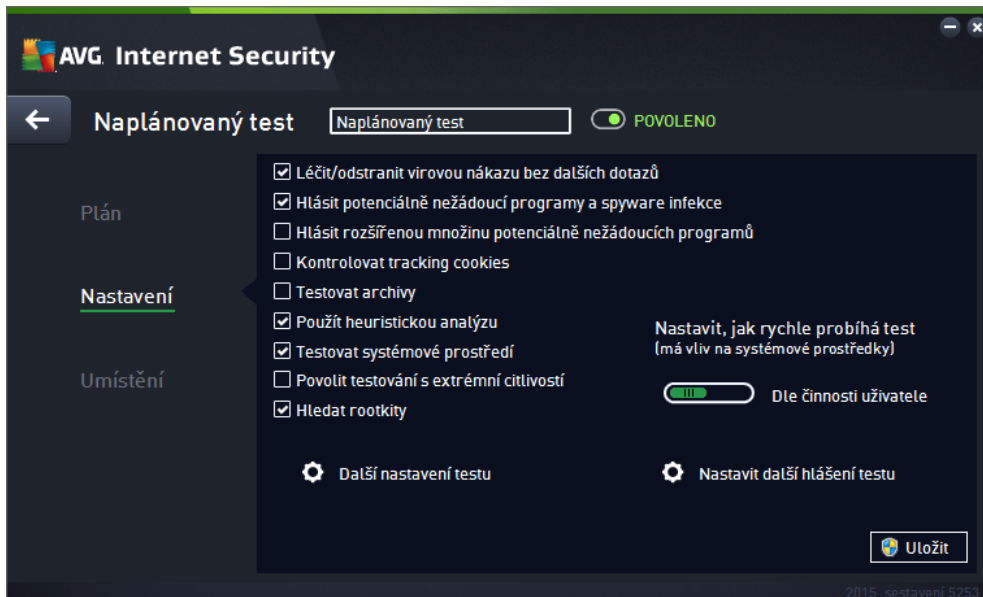 AVG Internet Security
Naplánovaný test
Naplánovaný test
POVOLENO
Plán
Nastavení
Umístění
Léčit/odstranit virovou nákazu bez dalších dotazů
Hlásit potenciálně nežádoucí programy a spyware infekce
Hlásit rozšířenou množinu potenciálně nežádoucích programů
Kontrolovat tracking cookies
Testovat archivy
Použít heuristickou analýzu
Testovat systémové prostředí
Povolit testování s extrémní citlivostí
Hledat rootkity
Nastavit, jak rychle probíhá test
(má vliv na systémové prostředky)
Dle činnosti uživatele
Další nastavení testu
Nastavit další hlášení testu
Uložit
2015 sestavení 5253